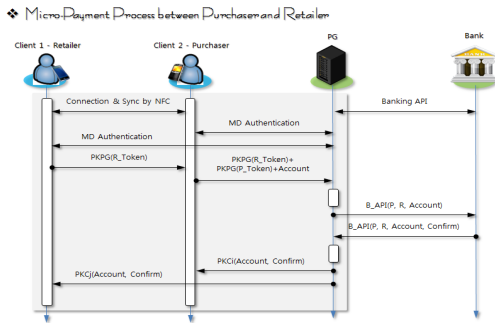 ❖ Micro-Payment Process between Purchaser and Retailer
Client 1 - Retailer
Client 2 - Purchaser
PG
Bank
Connection & Sync by NFC
Banking API
MD Authentication
MD Authentication
PKPG(R_Token)
PKPG(R_Token)+
PKPG(P_Token)+Account
B_API(P, R, Account)
B_API(P, R, Account, Confirm)
PKCi(Account, Confirm)
PKCj(Account, Confirm)